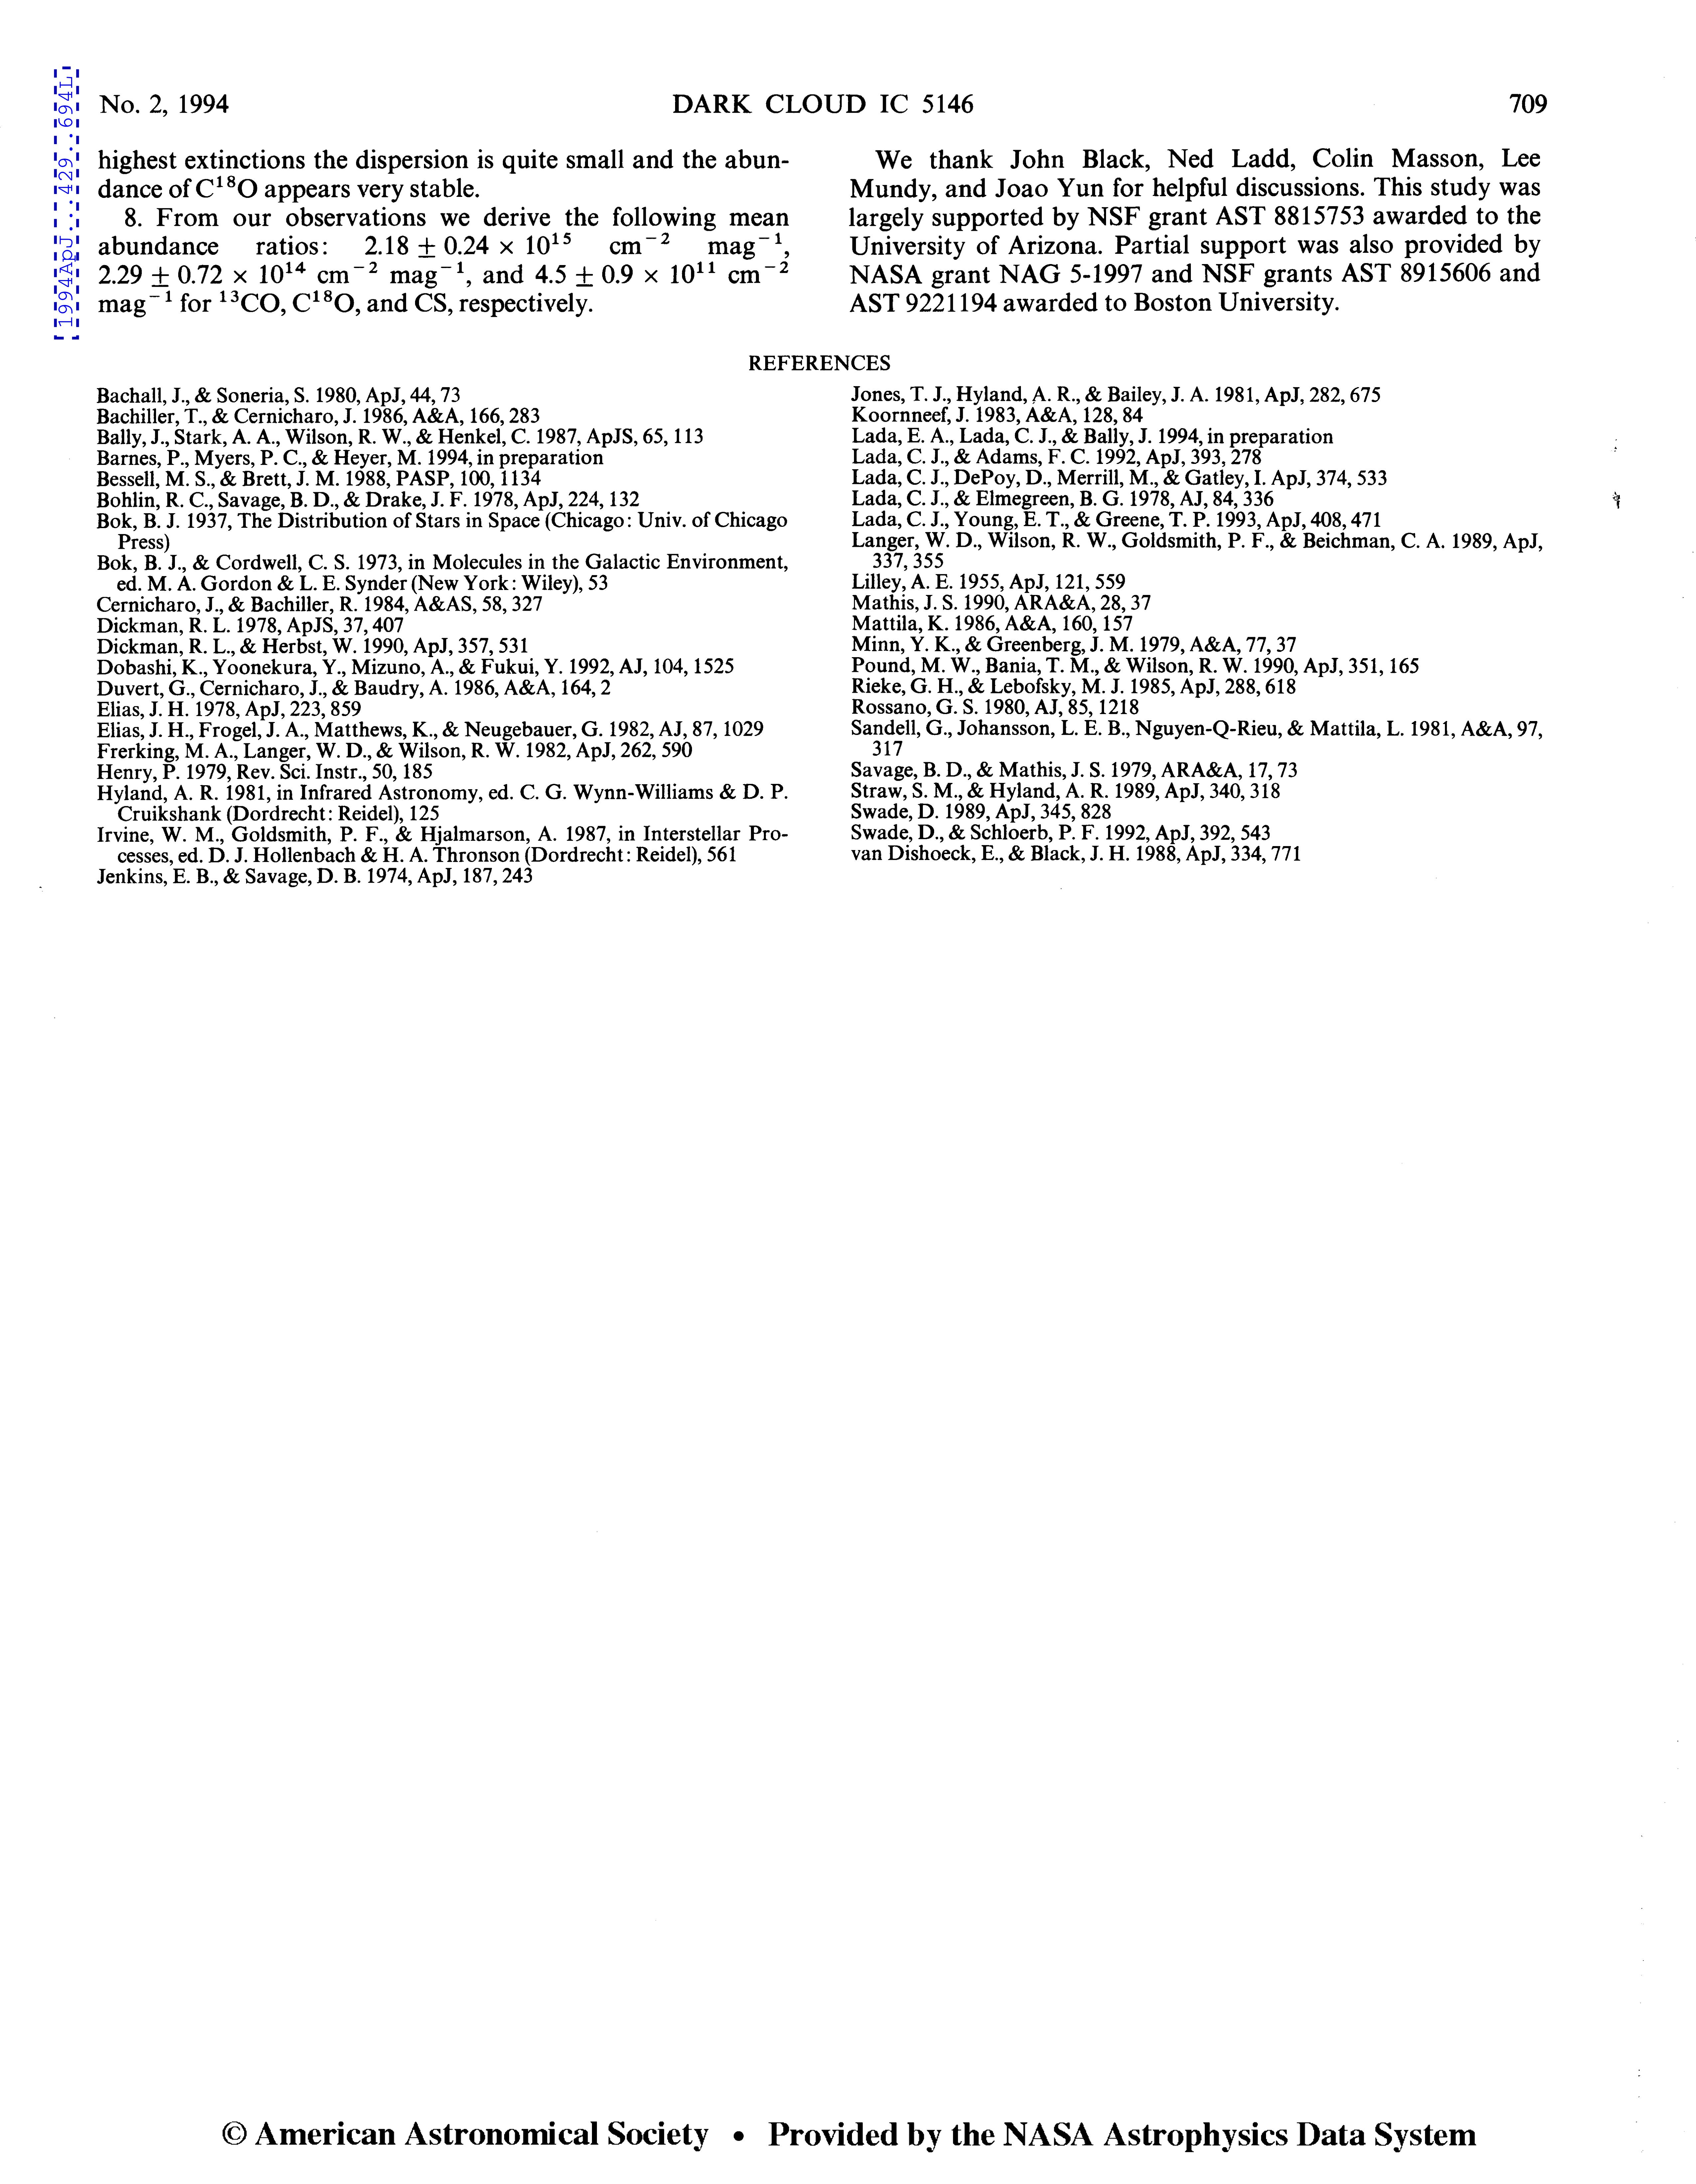 1994ApJ...429..694L
No. 2, 1994
DARK CLOUD IC 5146
709
highest extinctions the dispersion is quite small and the abun-
dance of C¹⁸O appears very stable.
8. From our observations we derive the following mean
abundance ratios: 2.18 ± 0.24 × 10¹⁵ cm⁻² mag⁻¹,
2.29 ± 0.72 × 10¹⁴ cm⁻² mag⁻¹, and 4.5 ± 0.9 × 10¹¹ cm⁻²
mag⁻¹ for ¹³CO, C¹⁸O, and CS, respectively.
We thank John Black, Ned Ladd, Colin Masson, Lee
Mundy, and Joao Yun for helpful discussions. This study was
largely supported by NSF grant AST 8815753 awarded to the
University of Arizona. Partial support was also provided by
NASA grant NAG 5-1997 and NSF grants AST 8915606 and
AST 9221194 awarded to Boston University.
REFERENCES
Bachall, J., & Soneria, S. 1980, ApJ, 44, 73
Bachiller, T., & Cernicharo, J. 1986, A&A, 166, 283
Bally, J., Stark, A. A., Wilson, R. W., & Henkel, C. 1987, ApJS, 65, 113
Barnes, P., Myers, P. C., & Heyer, M. 1994, in preparation
Bessell, M. S., & Brett, J. M. 1988, PASP, 100, 1134
Bohlin, R. C., Savage, B. D., & Drake, J. F. 1978, ApJ, 224, 132
Bok, B. J. 1937, The Distribution of Stars in Space (Chicago: Univ. of Chicago
Press)
Bok, B. J., & Cordwell, C. S. 1973, in Molecules in the Galactic Environment,
ed. M. A. Gordon & L. E. Synder (New York: Wiley), 53
Cernicharo, J., & Bachiller, R. 1984, A&AS, 58, 327
Dickman, R. L. 1978, ApJS, 37, 407
Dickman, R. L., & Herbst, W. 1990, ApJ, 357, 531
Dobashi, K., Yoonekura, Y., Mizuno, A., & Fukui, Y. 1992, AJ, 104, 1525
Duvert, G., Cernicharo, J., & Baudry, A. 1986, A&A, 164, 2
Elias, J. H. 1978, ApJ, 223, 859
Elias, J. H., Frogel, J. A., Matthews, K., & Neugebauer, G. 1982, AJ, 87, 1029
Frerking, M. A., Langer, W. D., & Wilson, R. W. 1982, ApJ, 262, 590
Henry, P. 1979, Rev. Sci. Instr., 50, 185
Hyland, A. R. 1981, in Infrared Astronomy, ed. C. G. Wynn-Williams & D. P.
Cruikshank (Dordrecht: Reidel), 125
Irvine, W. M., Goldsmith, P. F., & Hjalmarson, A. 1987, in Interstellar Pro-
cesses, ed. D. J. Hollenbach & H. A. Thronson (Dordrecht: Reidel), 561
Jenkins, E. B., & Savage, D. B. 1974, ApJ, 187, 243
Jones, T. J., Hyland, A. R., & Bailey, J. A. 1981, ApJ, 282, 675
Koornneef, J. 1983, A&A, 128, 84
Lada, E. A., Lada, C. J., & Bally, J. 1994, in preparation
Lada, C. J., & Adams, F. C. 1992, ApJ, 393, 278
Lada, C. J., DePoy, D., Merrill, M., & Gatley, I. ApJ, 374, 533
Lada, C. J., & Elmegreen, B. G. 1978, AJ, 84, 336
Lada, C. J., Young, E. T., & Greene, T. P. 1993, ApJ, 408, 471
Langer, W. D., Wilson, R. W., Goldsmith, P. F., & Beichman, C. A. 1989, ApJ,
337, 355
Lilley, A. E. 1955, ApJ, 121, 559
Mathis, J. S. 1990, ARA&A, 28, 37
Mattila, K. 1986, A&A, 160, 157
Minn, Y. K., & Greenberg, J. M. 1979, A&A, 77, 37
Pound, M. W., Bania, T. M., & Wilson, R. W. 1990, ApJ, 351, 165
Rieke, G. H., & Lebofsky, M. J. 1985, ApJ, 288, 618
Rossano, G. S. 1980, AJ, 85, 1218
Sandell, G., Johansson, L. E. B., Nguyen-Q-Rieu, & Mattila, L. 1981, A&A, 97,
317
Savage, B. D., & Mathis, J. S. 1979, ARA&A, 17, 73
Straw, S. M., & Hyland, A. R. 1989, ApJ, 340, 318
Swade, D. 1989, ApJ, 345, 828
Swade, D., & Schloerb, P. F. 1992, ApJ, 392, 543
van Dishoeck, E., & Black, J. H. 1988, ApJ, 334, 771
© American Astronomical Society • Provided by the NASA Astrophysics Data System